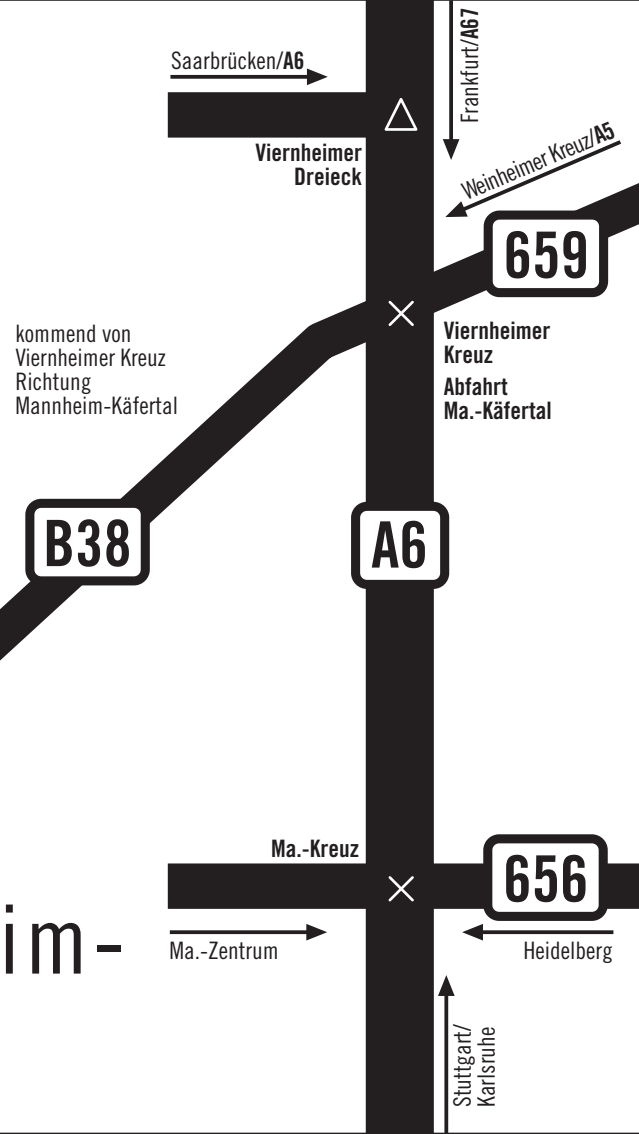 Saarbrücken/A6
Frankfurt/A67
Viernheimer
Dreieck
Weinheimer Kreuz/A5
659
kommend von
Viernheimer Kreuz
Richtung
Mannheim-Käfertal
Viernheimer
Kreuz
Abfahrt
Ma.-Käfertal
B38
A6
Ma.-Kreuz
656
im-
Ma.-Zentrum
Heidelberg
Stuttgart/
Karlsruhe